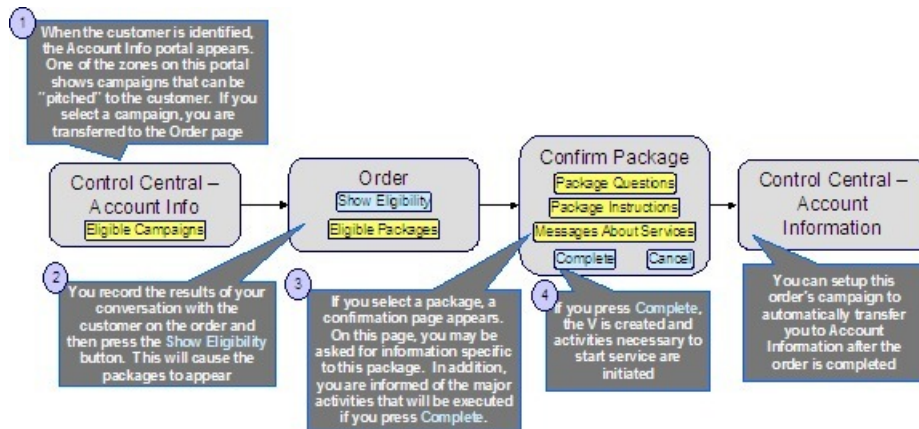 1
When the customer is identified,
the Account Info portal appears.
One of the zones on this portal
shows campaigns that can be
"pitched" to the customer. If you
select a campaign, you are
transferred to the Order page
Control Central –
Account Info
Eligible Campaigns
Order
Show Eligibility
Eligible Packages
Confirm Package
Package Questions
Package Instructions
Messages About Services
Complete Cancel
Control Central –
Account
Information
2
You record the results of your
conversation with the
customer on the order and
then press the Show Eligibility
button. This will cause the
packages to appear
3
If you select a package, a
confirmation page appears.
On this page, you may be
asked for information specific
to this package. In addition,
you are informed of the major
activities that will be executed
if you press Complete.
4
If you press Complete,
the V is created and
activities necessary to
start service are
initiated
You can setup this
order's campaign to
automatically transfer
you to Account
Information after the
order is completed